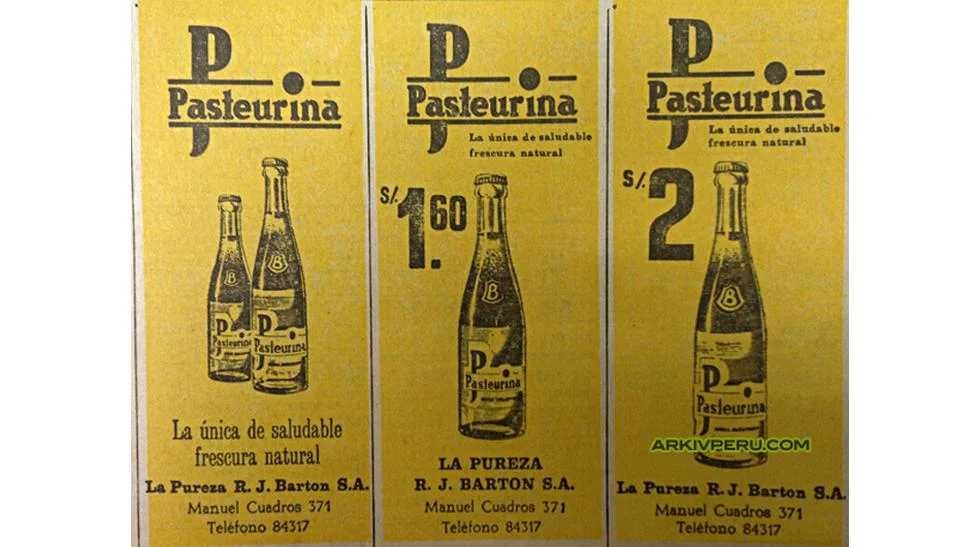 P
Pasteurina
B
B
P
Pasteurina
P
Pasteurina
La única de saludable
frescura natural
La Pureza R. J. Barton S.A.
Manuel Cuadros 371
Teléfono 84317
P
Pasteurina
La única de saludable
frescura natural
S/. 1.60
B
P
Pasteurina
LA PUREZA
R. J. BARTON S.A.
Manuel Cuadros 371
Teléfono 84317
P
Pasteurina
La única de saludable
frescura natural
S/. 2
B
P
Pasteurina
ARKIVPERU.COM
La Pureza R. J. Barton S.A.
Manuel Cuadros 371
Teléfono 84317